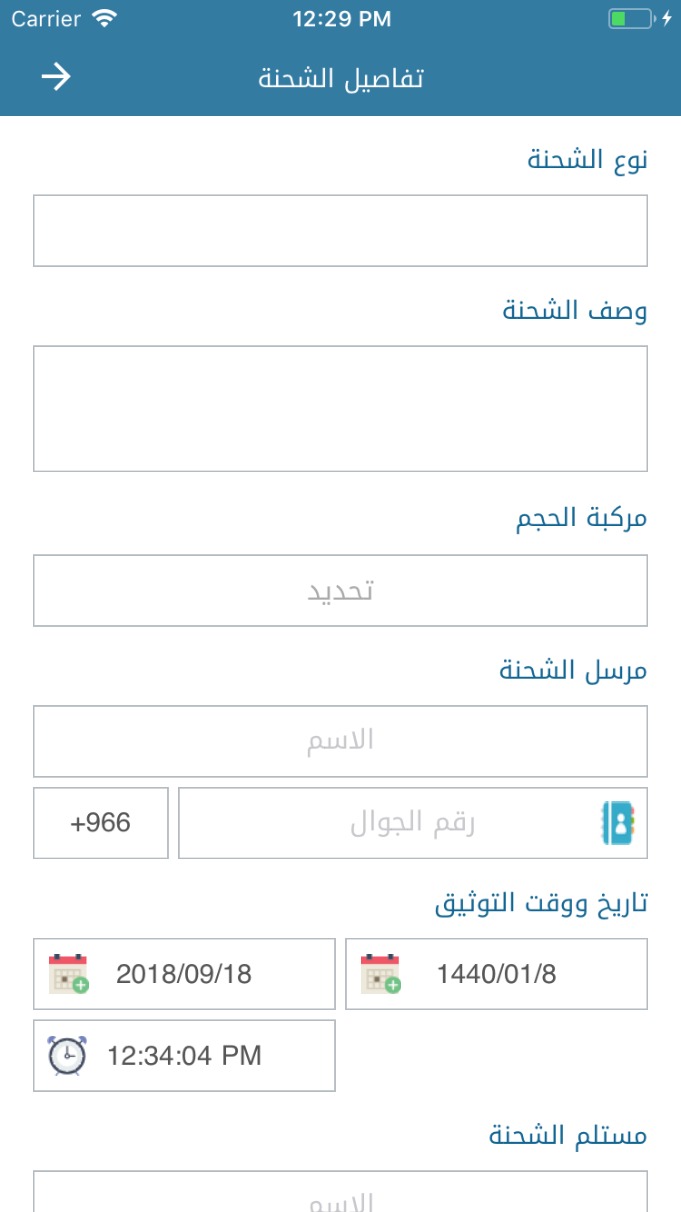 Carrier 12:29 PM
تفاصيل الشحنة
نوع الشحنة
وصف الشحنة
مركبة الحجم
تحديد
مرسل الشحنة
الاسم
رقم الجوال +966
تاريخ ووقت التوثيق
1440/01/8 2018/09/18
12:34:04 PM
مستلم الشحنة
الاسم